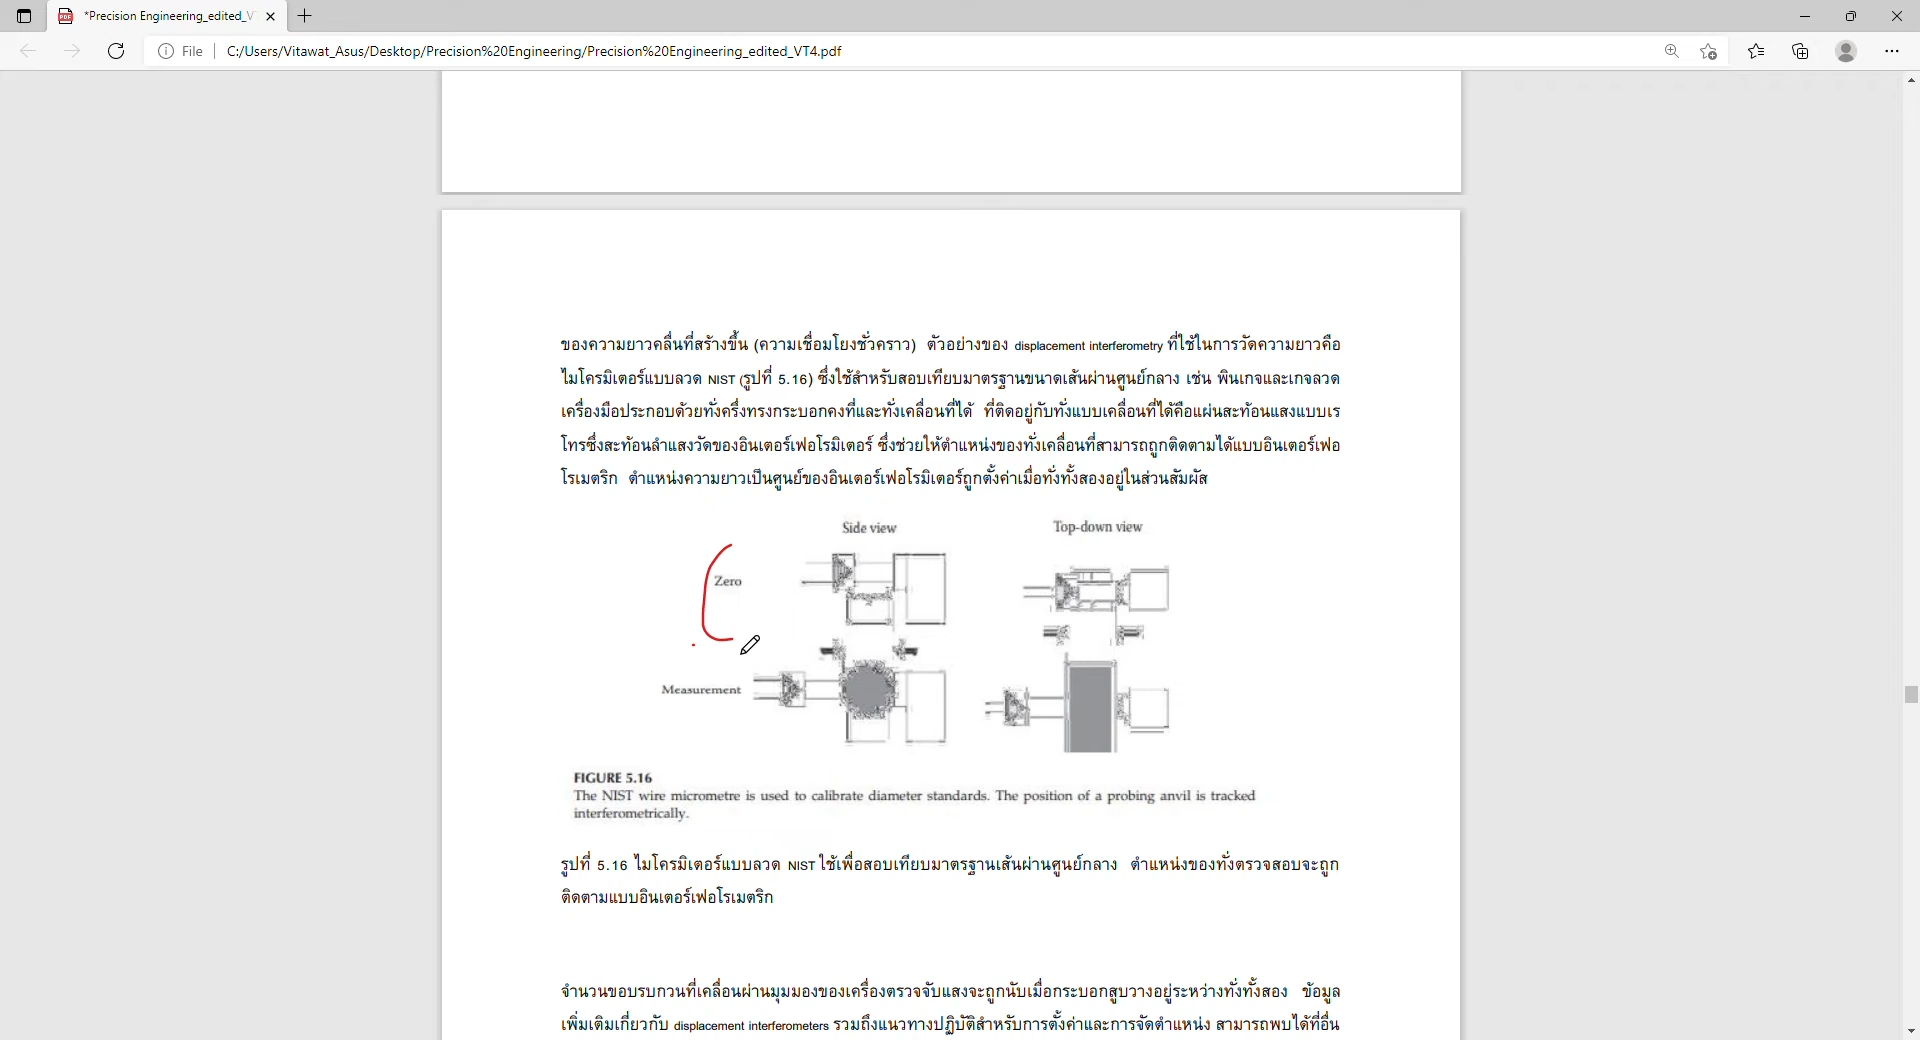 *Precision Engineering_edited_V
File
C:/Users/Vitawat_Asus/Desktop/Precision%20Engineering/Precision%20Engineering_edited_VT4.pdf
ของความยาวคลื่นที่สร้างขึ้น (ความเชื่อมโยงชั่วคราว) ตัวอย่างของ displacement interferometry ที่ใช้ในการวัดความยาวคือ
ไมโครมิเตอร์แบบลวด NIST (รูปที่ 5.16) ซึ่งใช้สำหรับสอบเทียบมาตรฐานขนาดเส้นผ่านศูนย์กลาง เช่น พินเกจและเกจลวด
เครื่องมือประกอบด้วยทั่งครึ่งทรงกระบอกคงที่และทั่งเคลื่อนที่ได้ ที่ติดอยู่กับทั่งแบบเคลื่อนที่ได้คือแผ่นสะท้อนแสงแบบเร
โทรซึ่งสะท้อนลำแสงวัดของอินเตอร์เฟอโรมิเตอร์ ซึ่งช่วยให้ตำแหน่งของทั่งเคลื่อนที่สามารถถูกติดตามได้แบบอินเตอร์เฟอ
โรเมตริก ตำแหน่งความยาวเป็นศูนย์ของอินเตอร์เฟอโรมิเตอร์ถูกตั้งค่าเมื่อทั่งทั้งสองอยู่ในส่วนสัมผัส
Side view
Top-down view
Zero
Measurement
FIGURE 5.16
The NIST wire micrometre is used to calibrate diameter standards. The position of a probing anvil is tracked
interferometrically.
รูปที่ 5.16 ไมโครมิเตอร์แบบลวด NIST ใช้เพื่อสอบเทียบมาตรฐานเส้นผ่านศูนย์กลาง ตำแหน่งของทั่งตรวจสอบจะถูก
ติดตามแบบอินเตอร์เฟอโรเมตริก
จำนวนขอบรบกวนที่เคลื่อนผ่านมุมมองของเครื่องตรวจจับแสงจะถูกนับเมื่อกระบอกสูบวางอยู่ระหว่างทั่งทั้งสอง ข้อมูล
เพิ่มเติมเกี่ยวกับ displacement interferometers รวมถึงแนวทางปฏิบัติสำหรับการตั้งค่าและการจัดตำแหน่ง สามารถพบได้ที่อื่น